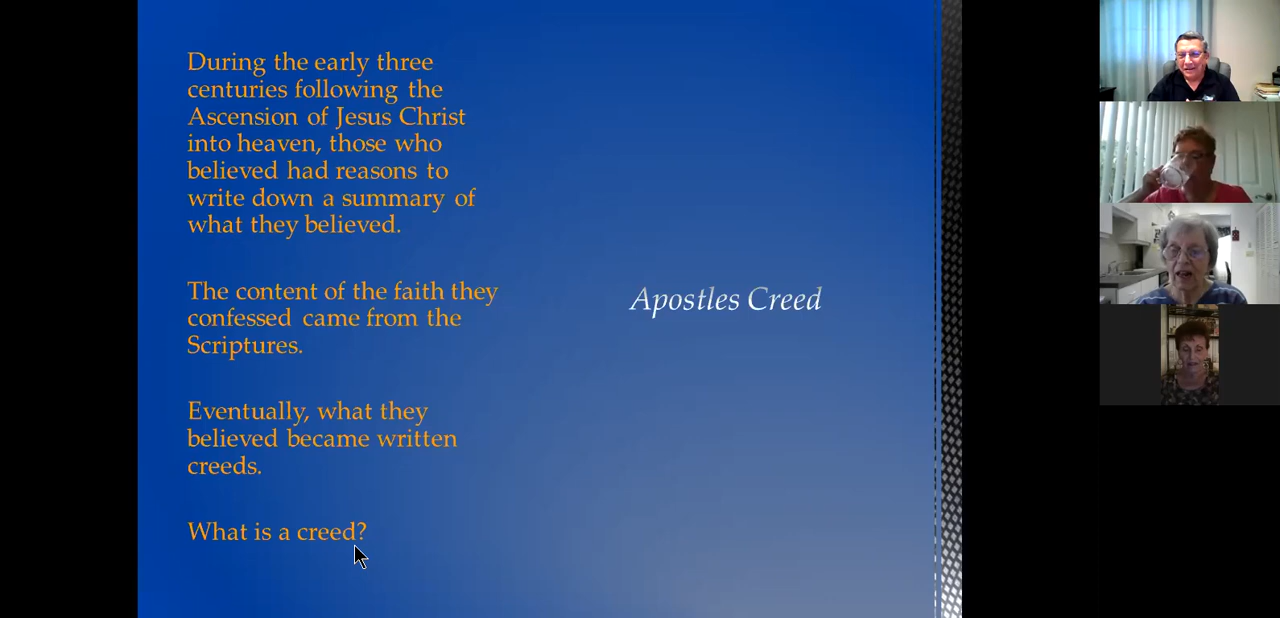 During the early three
centuries following the
Ascension of Jesus Christ
into heaven, those who
believed had reasons to
write down a summary of
what they believed.
The content of the faith they
confessed came from the
Scriptures.
Eventually, what they
believed became written
creeds.
What is a creed?
Apostles Creed